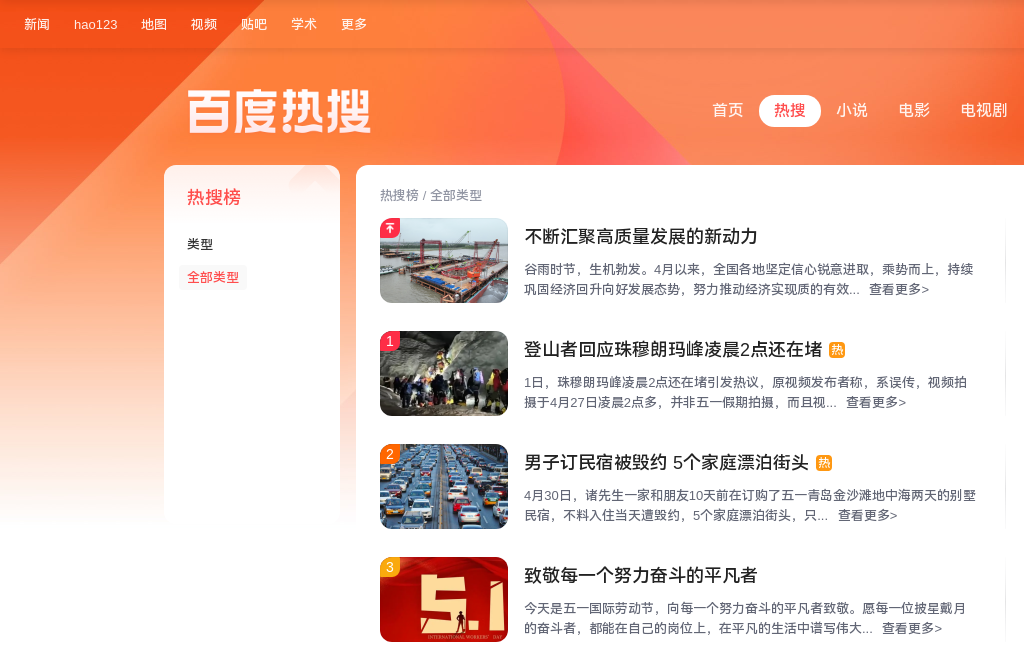 新闻 hao123 地图 视频 贴吧 学术 更多
百度热搜
首页 热搜 小说 电影 电视剧
热搜榜
类型
全部类型
热搜榜 / 全部类型
不断汇聚高质量发展的新动力
谷雨时节，生机勃发。4月以来，全国各地坚定信心锐意进取，乘势而上，持续
巩固经济回升向好发展态势，努力推动经济实现质的有效... 查看更多>
1
登山者回应珠穆朗玛峰凌晨2点还在堵 热
1日，珠穆朗玛峰凌晨2点还在堵引发热议，原视频发布者称，系误传，视频拍
摄于4月27日凌晨2点多，并非五一假期拍摄，而且视... 查看更多>
2
男子订民宿被毁约 5个家庭漂泊街头 热
4月30日，诸先生一家和朋友10天前在订购了五一青岛金沙滩地中海两天的别墅
民宿，不料入住当天遭毁约，5个家庭漂泊街头，只... 查看更多>
3
5.1
INTERNATIONAL WORKERS' DAY
致敬每一个努力奋斗的平凡者
今天是五一国际劳动节，向每一个努力奋斗的平凡者致敬。愿每一位披星戴月
的奋斗者，都能在自己的岗位上，在平凡的生活中谱写伟大... 查看更多>